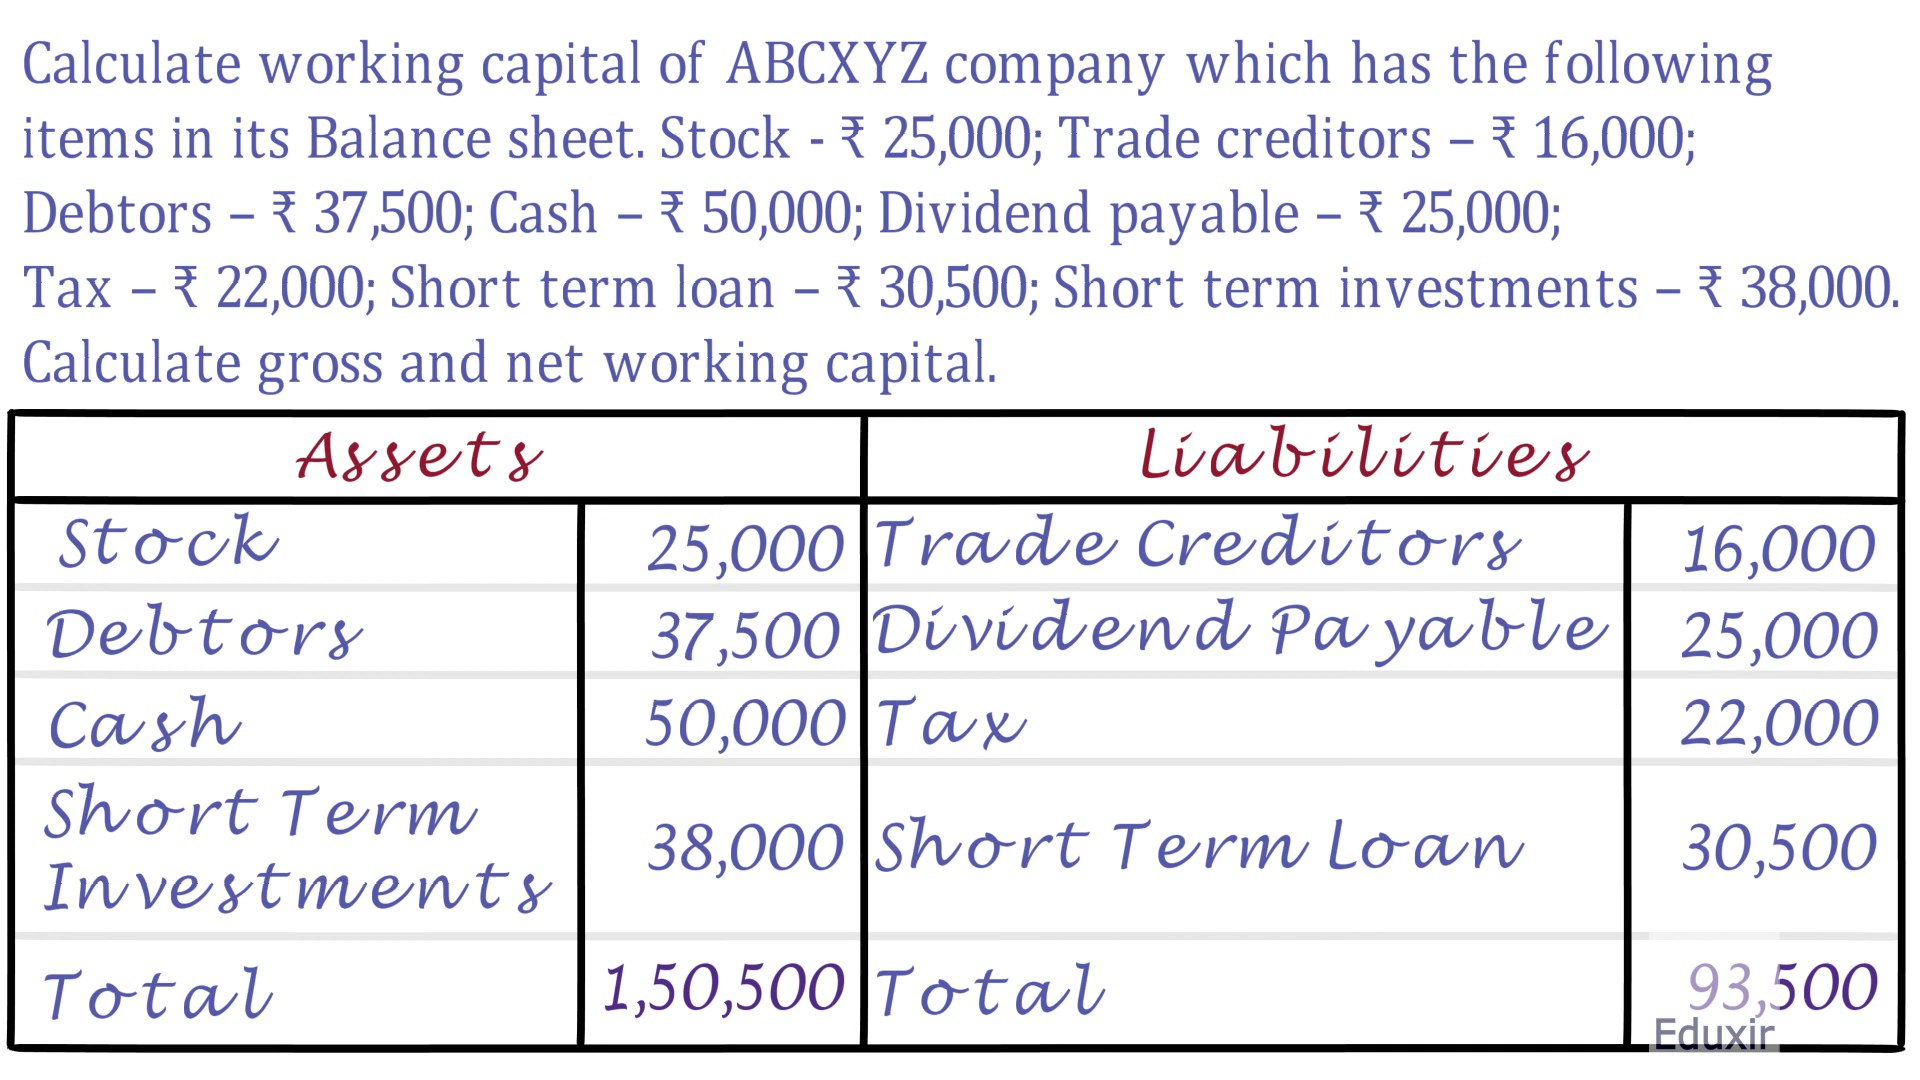 Calculate working capital of ABCXYZ company which has the following
items in its Balance sheet. Stock - ₹ 25,000; Trade creditors – ₹ 16,000;
Debtors – ₹ 37,500; Cash – ₹ 50,000; Dividend payable – ₹ 25,000;
Tax – ₹ 22,000; Short term loan – ₹ 30,500; Short term investments – ₹ 38,000.
Calculate gross and net working capital.
Assets Liabilities
Stock 25,000 Trade Creditors 16,000
Debtors 37,500 Dividend Payable 25,000
Cash 50,000 Tax 22,000
Short Term
Investments 38,000 Short Term Loan 30,500
Total 1,50,500 Total 93,500
Eduxir